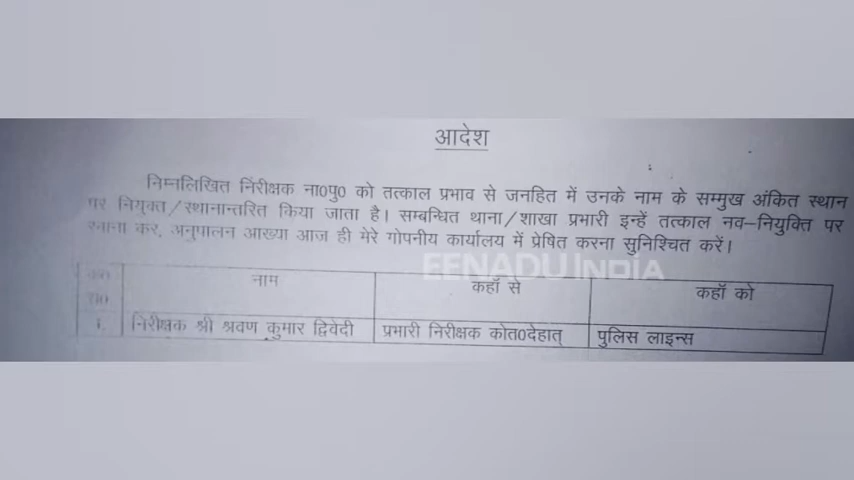 आदेश
निम्नलिखित निरीक्षक ना0पु0 को तत्काल प्रभाव से जनहित में उनके नाम के सम्मुख अंकित स्थान
पर नियुक्त/स्थानान्तरित किया जाता है। सम्बन्धित थाना/शाखा प्रभारी इन्हें तत्काल नव–नियुक्ति पर
रवाना कर, अनुपालन आख्या आज ही मेरे गोपनीय कार्यालय में प्रेषित करना सुनिश्चित करें।
EENADU INDIA
नाम कहाँ से कहाँ को
1. निरीक्षक श्री श्रवण कुमार द्विवेदी प्रभारी निरीक्षक कोत0देहात् पुलिस लाइन्स